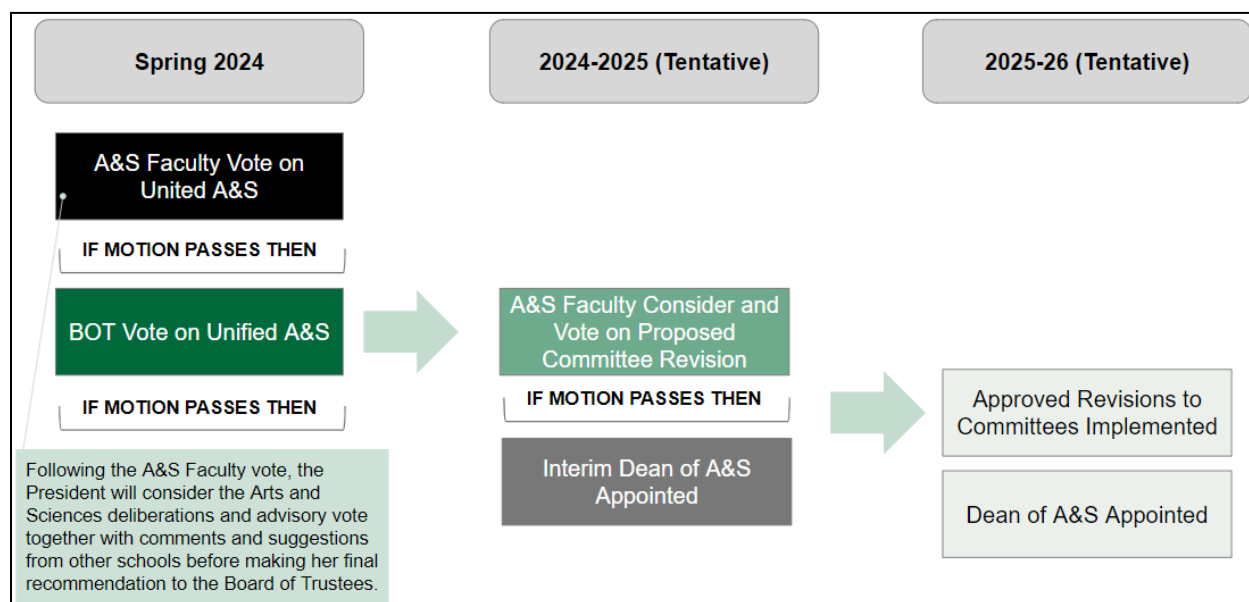 Spring 2024
2024-2025 (Tentative)
2025-26 (Tentative)
A&S Faculty Vote on
United A&S
IF MOTION PASSES THEN
BOT Vote on Unified A&S
IF MOTION PASSES THEN
Following the A&S Faculty vote, the
President will consider the Arts and
Sciences deliberations and advisory vote
together with comments and suggestions
from other schools before making her final
recommendation to the Board of Trustees.
A&S Faculty Consider and
Vote on Proposed
Committee Revision
IF MOTION PASSES THEN
Interim Dean of A&S
Appointed
Approved Revisions to
Committees Implemented
Dean of A&S Appointed